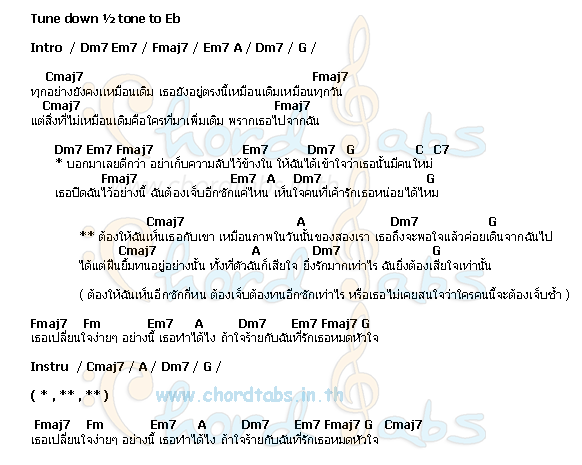 Tune down ½ tone to Eb
Intro / Dm7 Em7 / Fmaj7 / Em7 A / Dm7 / G /
Cmaj7 Fmaj7
ทุกอย่างยังคงเหมือนเดิม เธอยังอยู่ตรงนี้เหมือนเดิมเหมือนทุกวัน
Cmaj7 Fmaj7
แต่สิ่งที่ไม่เหมือนเดิมคือใครที่มาเพิ่มเติม พรากเธอไปจากฉัน
Dm7 Em7 Fmaj7 Em7 Dm7 G C C7
* บอกมาเลยดีกว่า อย่าเก็บความลับไว้ข้างใน ให้ฉันได้เข้าใจว่าเธอนั้นมีคนใหม่
Fmaj7 Em7 A Dm7 G
เธอปิดฉันไว้อย่างนี้ ฉันต้องเจ็บอีกซักแค่ไหน เห็นใจคนที่เค้ารักเธอหน่อยได้ไหม
Cmaj7 A Dm7 G
** ต้องให้ฉันเห็นเธอกับเขา เหมือนภาพในวันนั้นของสองเรา เธอถึงจะพอใจแล้วค่อยเดินจากฉันไป
Cmaj7 A Dm7 G
ได้แต่ฝืนยิ้มทนอยู่อย่างนั้น ทั้งที่ตัวฉันก็เสียใจ ยิ่งรักมากเท่าไร ฉันยิ่งต้องเสียใจเท่านั้น
( ต้องให้ฉันเห็นอีกซักกี่หน ต้องเจ็บต้องทนอีกซักเท่าไร หรือเธอไม่เคยสนใจว่าใครคนนี้จะต้องเจ็บช้ำ )
Fmaj7 Fm Em7 A Dm7 Em7 Fmaj7 G
เธอเปลี่ยนใจง่ายๆ อย่างนี้ เธอทำได้ไง ถ้าใจร้ายกับฉันที่รักเธอหมดหัวใจ
Instru / Cmaj7 / A / Dm7 / G /
( * , ** , ** )
www.chordtabs.in.th
Fmaj7 Fm Em7 A Dm7 Em7 Fmaj7 G Cmaj7
เธอเปลี่ยนใจง่ายๆ อย่างนี้ เธอทำได้ไง ถ้าใจร้ายกับฉันที่รักเธอหมดหัวใจ